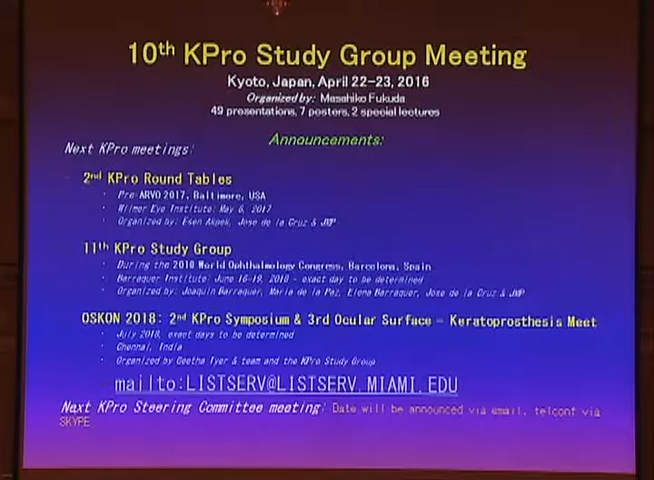 10th KPro Study Group Meeting
Kyoto, Japan, April 22-23, 2016
Organized by: Masahiko Fukuda
49 presentations, 7 posters, 2 special lectures
Announcements:
Next KPro meetings:
2nd KPro Round Tables
Pre-ARVO 2017, Baltimore, USA
Wilmer Eye Institute: May 6, 2017
Organized by: Esen Akpek, Jose de la Cruz & JMP
11th KPro Study Group
During the 2018 World Ophthalmology Congress, Barcelona, Spain
Barraquer Institute: June 16-19, 2018 - exact day to be determined
Organized by: Joaquin Barraquer, Maria de la Paz, Elena Barraquer, Jose de la Cruz & JMP
OSKON 2018: 2nd KPro Symposium & 3rd Ocular Surface - Keratoprosthesis Meet
July 2018, exact days to be determined
Chennai, India
Organized by Geetha Iyer & team and the KPro Study Group
mailto:LISTSERV@LISTSERV.MIAMI.EDU
Next KPro Steering Committee meeting: Date will be announced via email, telconf via
SKYPE